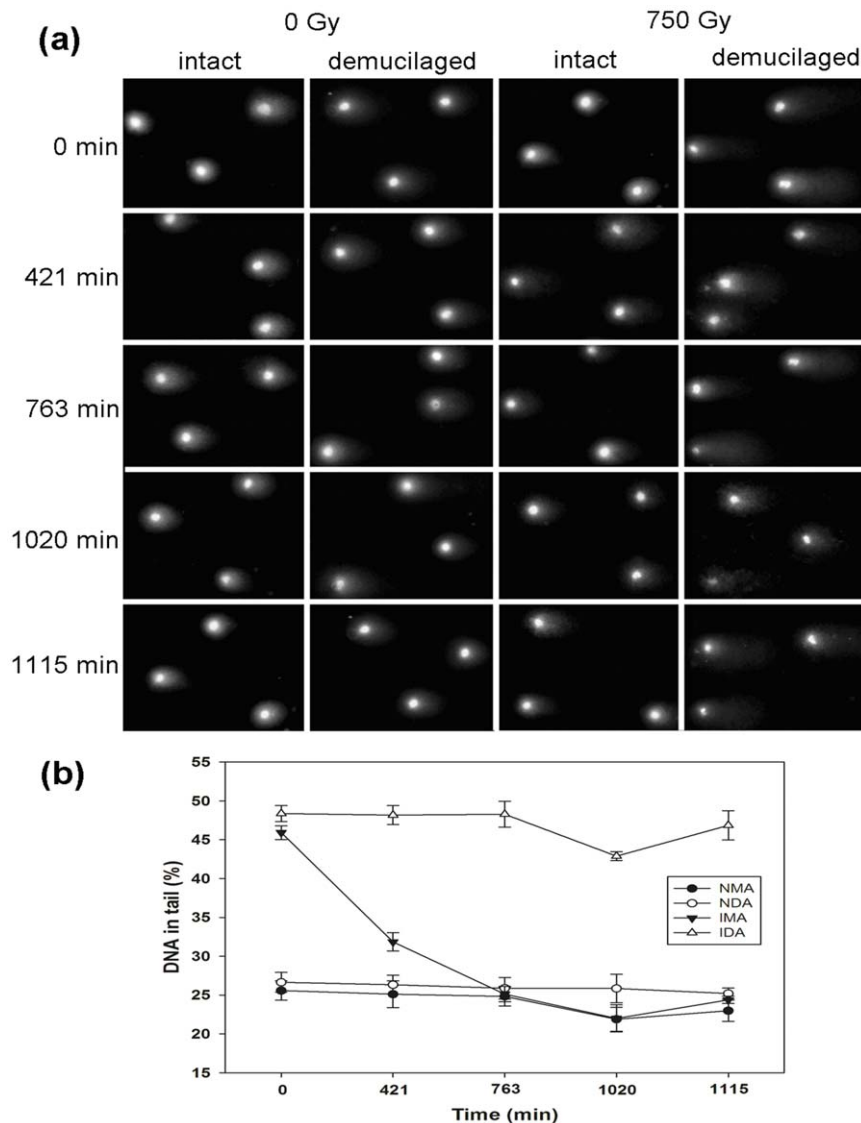 (a)
0 Gy 750 Gy
intact demucilaged intact demucilaged
0 min
421 min
763 min
1020 min
1115 min
(b)
55
50
45
40
35
30
25
20
15
DNA in tail (%)
NMA
NDA
IMA
IDA
0 421 763 1020 1115
Time (min)